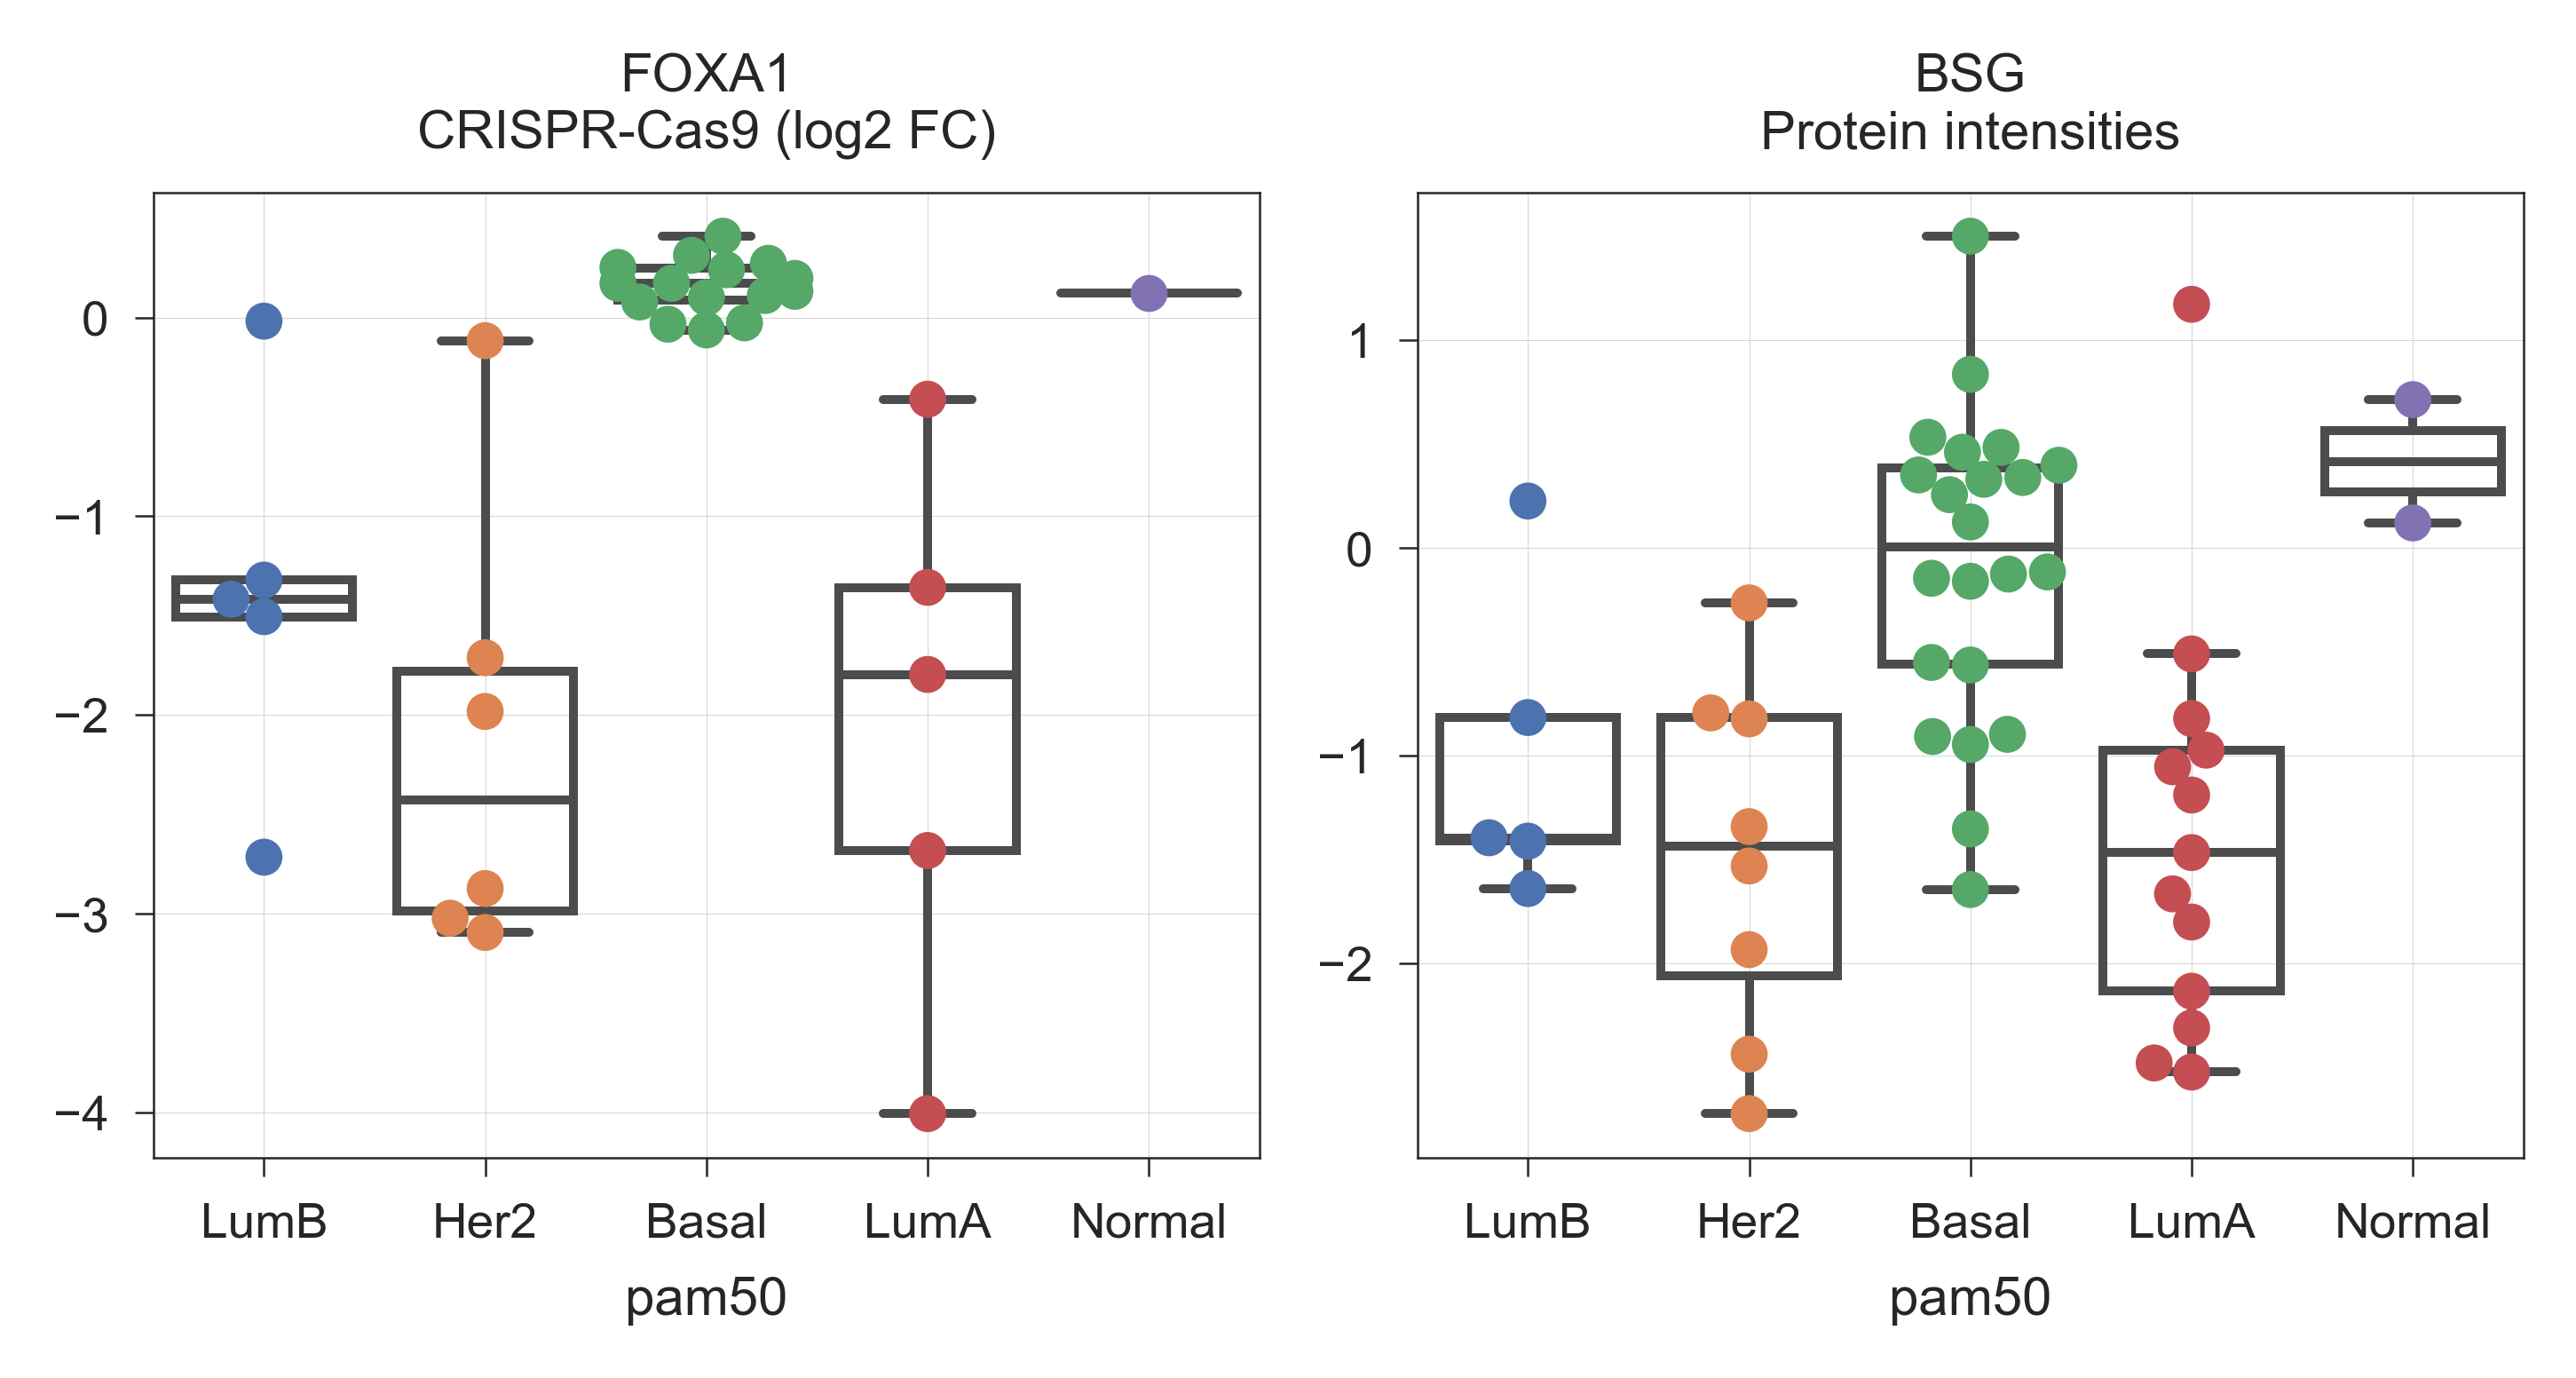 FOXA1
CRISPR-Cas9 (log2 FC)
0
−1
−2
−3
−4
LumB Her2 Basal LumA Normal
pam50
BSG
Protein intensities
1
0
−1
−2
LumB Her2 Basal LumA Normal
pam50